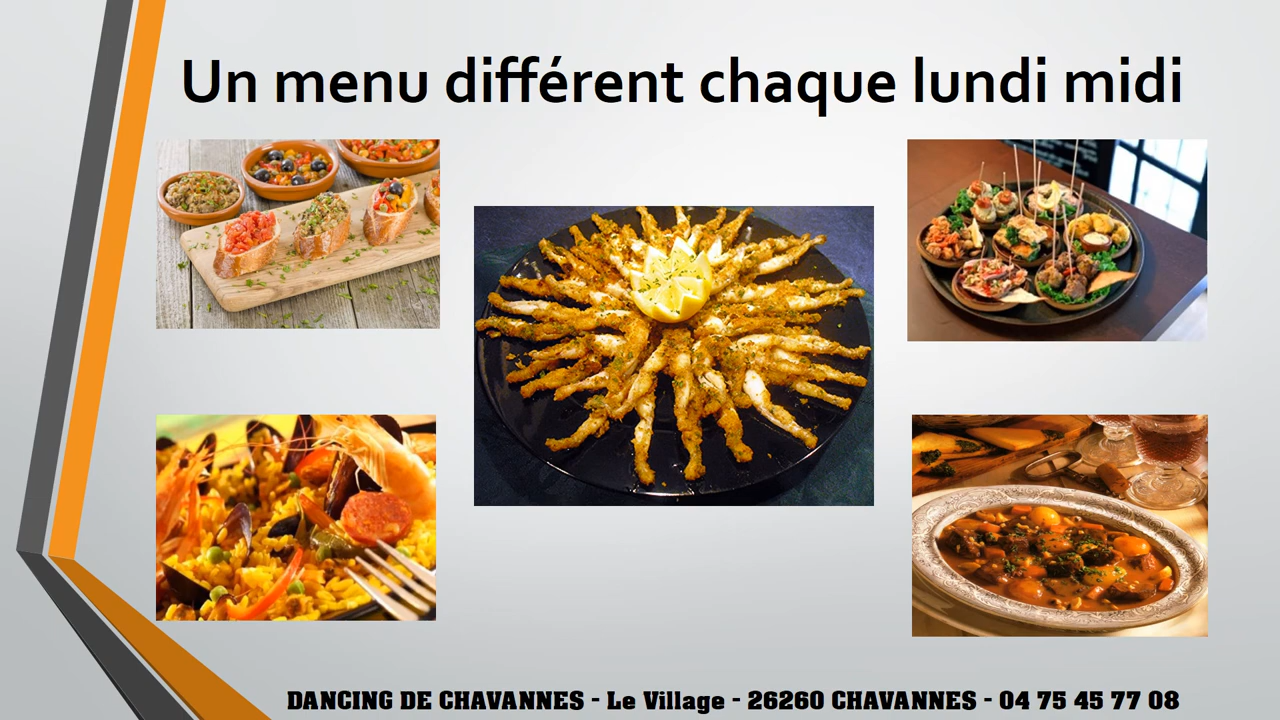 Un menu différent chaque lundi midi
DANCING DE CHAVANNES - Le Village - 26260 CHAVANNES - 04 75 45 77 08